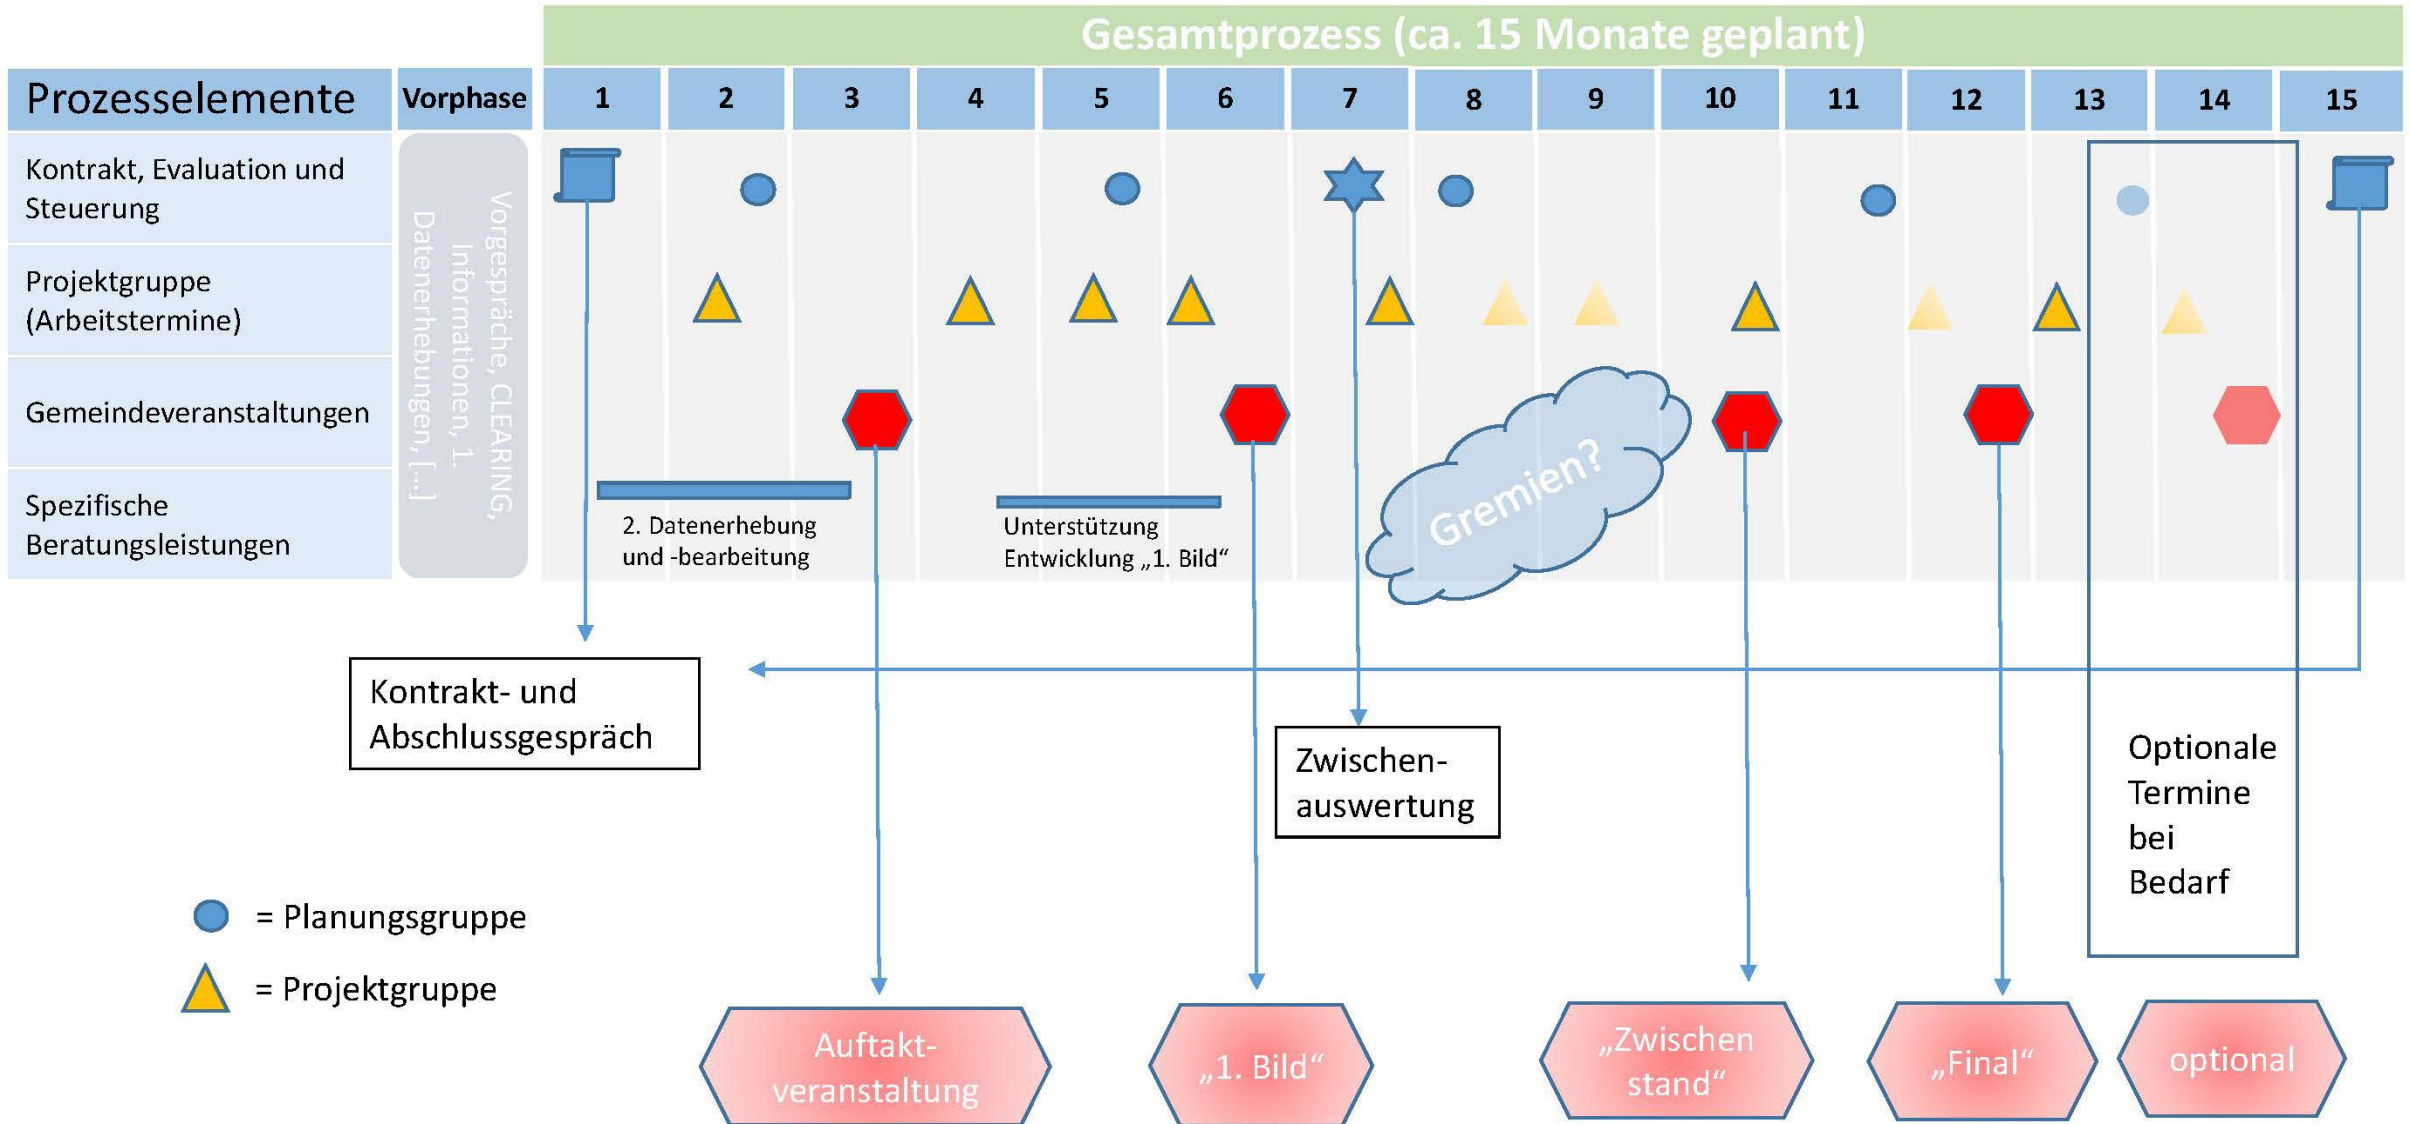 Gesamtprozess (ca. 15 Monate geplant)
Prozesselemente
Vorphase
1
2
3
4
5
6
7
8
9
10
11
12
13
14
15
Kontrakt, Evaluation und
Steuerung
Projektgruppe
(Arbeitstermine)
Gemeindeveranstaltungen
Spezifische
Beratungsleistungen
Vorgespräche, CLEARING,
Informationen, 1.
Datenerhebungen, [...]
2. Datenerhebung
und -bearbeitung
Unterstützung
Entwicklung „1. Bild“
Gremien?
Kontrakt- und
Abschlussgespräch
Zwischen-
auswertung
Optionale
Termine
bei
Bedarf
= Planungsgruppe
= Projektgruppe
Auftakt-
veranstaltung
„1. Bild“
„Zwischen
stand“
„Final“
optional